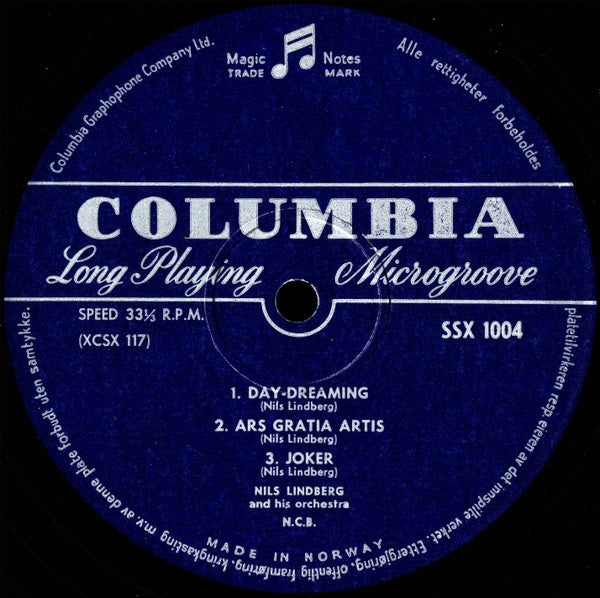 Columbia Graphophone Company Ltd.
Magic Notes
TRADE MARK
Alle rettigheter forbeholdes
COLUMBIA
Long Playing Microgroove
SPEED 33⅓ R.P.M.
(XCSX 117)
SSX 1004
1. DAY-DREAMING
(Nils Lindberg)
2. ARS GRATIA ARTIS
(Nils Lindberg)
3. JOKER
(Nils Lindberg)
NILS LINDBERG
and his orchestra
N.C.B.
MADE IN NORWAY
platetilvirkeren resp. eieren av det innspilte verket. Ettergjøring, offentlig framføring, kringkasting m.v. av denne plate forbudt uten samtykke.